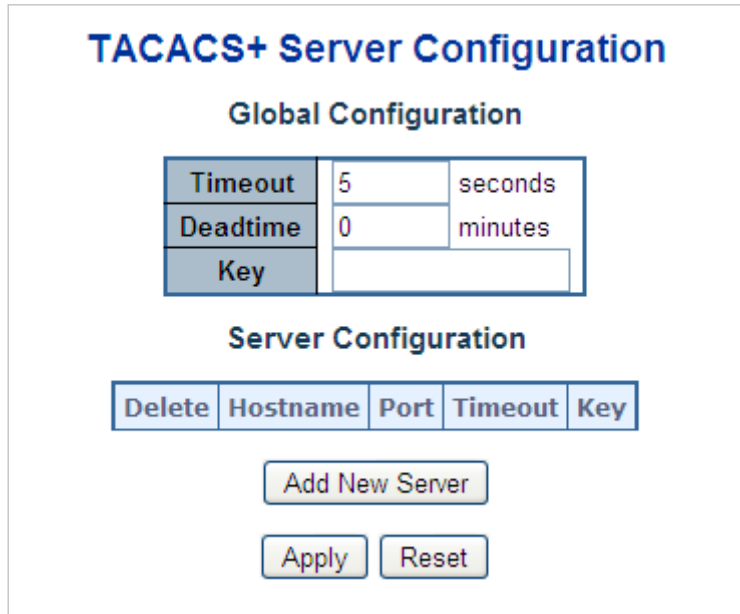 TACACS+ Server Configuration
Global Configuration
Timeout 5 seconds
Deadtime 0 minutes
Key
Server Configuration
Delete Hostname Port Timeout Key
Add New Server
Apply Reset